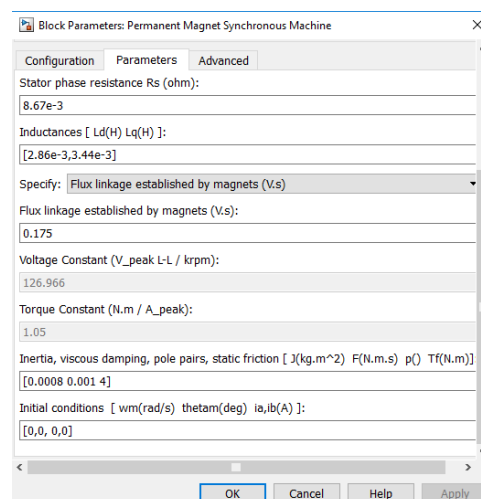 Block Parameters: Permanent Magnet Synchronous Machine
Configuration Parameters Advanced
Stator phase resistance Rs (ohm):
8.67e-3
Inductances [ Ld(H) Lq(H) ]:
[2.86e-3,3.44e-3]
Specify: Flux linkage established by magnets (V.s)
Flux linkage established by magnets (V.s):
0.175
Voltage Constant (V_peak L-L / krpm):
126.966
Torque Constant (N.m / A_peak):
1.05
Inertia, viscous damping, pole pairs, static friction [ J(kg.m^2) F(N.m.s) p() Tf(N.m)]
[0.0008 0.001 4]
Initial conditions [ wm(rad/s) thetam(deg) ia,ib(A) ]:
[0,0, 0,0]
OK Cancel Help Apply